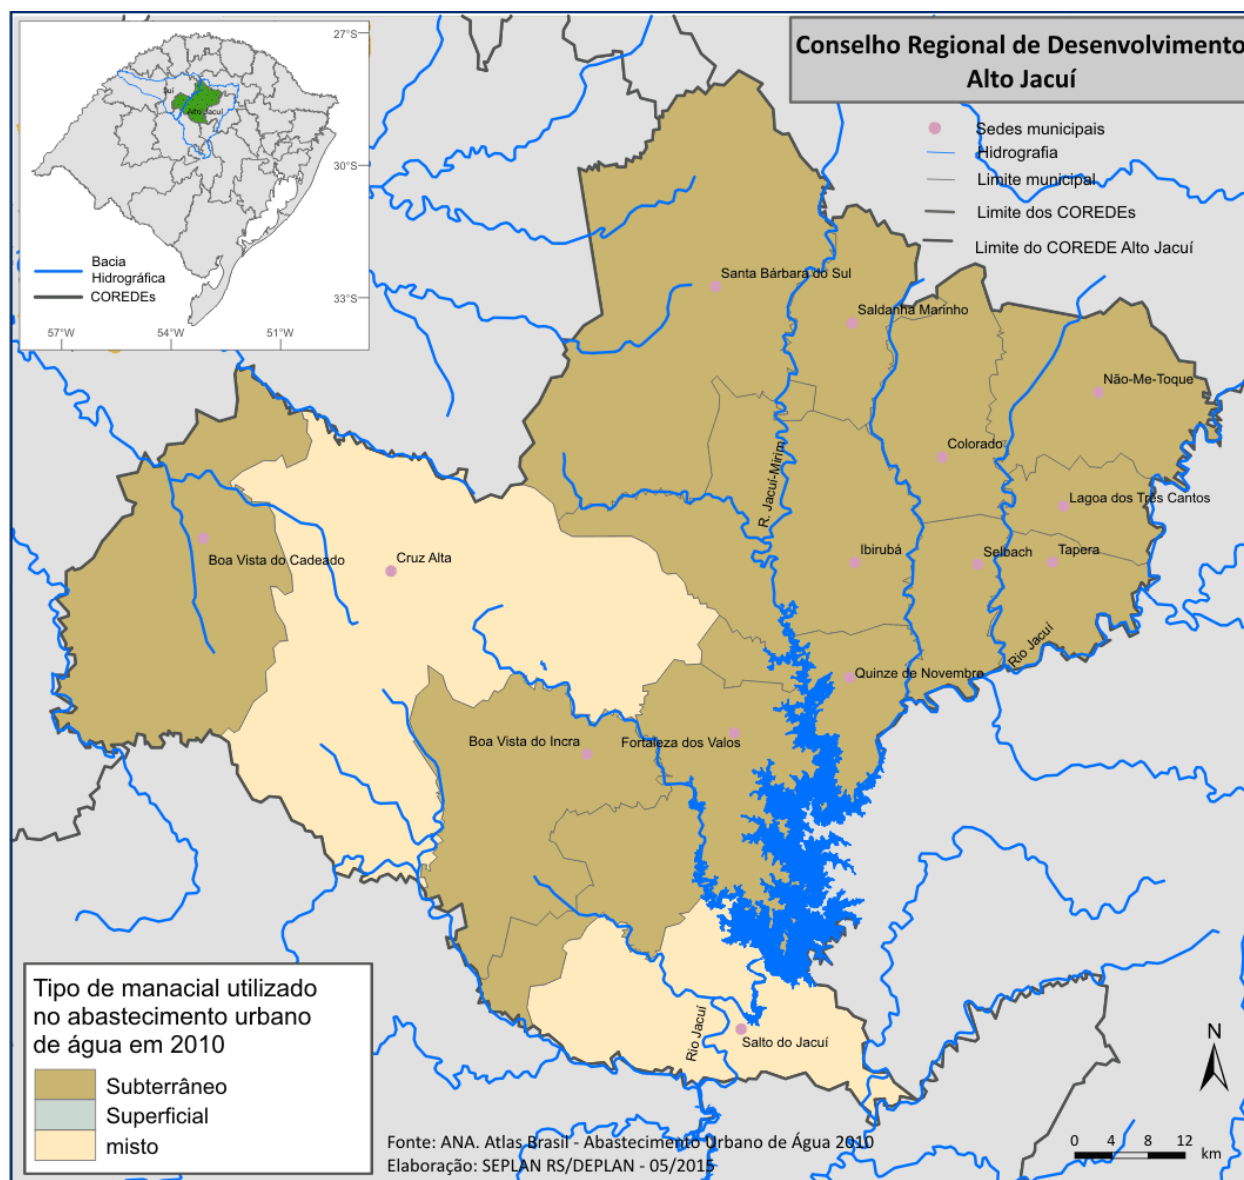 Conselho Regional de Desenvolvimento
Alto Jacuí
Sedes municipais
Hidrografia
Limite municipal
Limite dos COREDEs
Limite do COREDE Alto Jacuí
27°S
30°S
33°S
57°W
54°W
51°W
Alto Jacuí
Bacia
Hidrográfica
COREDEs
Santa Bárbara do Sul
Saldanha Marinho
Não-Me-Toque
Colorado
R. Jacuí-Mirim
Lagoa dos Três Cantos
Ibirubá
Selbach
Tapera
Boa Vista do Cadeado
Cruz Alta
Rio Jacuí
Quinze de Novembro
Boa Vista do Incra
Fortaleza dos Valos
Rio Jacuí
Salto do Jacuí
Tipo de manacial utilizado
no abastecimento urbano
de água em 2010
Subterrâneo
Superficial
misto
N
0 4 8 12
km
Fonte: ANA. Atlas Brasil - Abastecimento Urbano de Água 2010
Elaboração: SEPLAN RS/DEPLAN - 05/2015